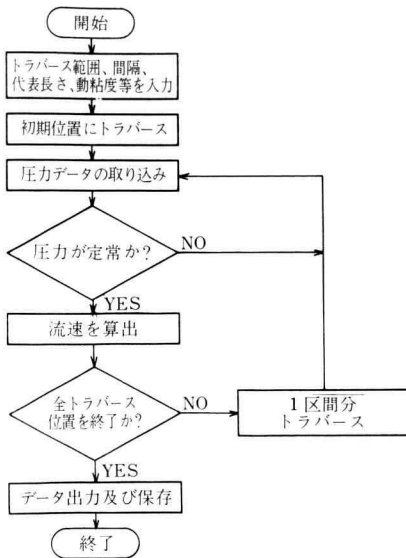 開始
トラバース範囲、間隔、
代表長さ、動粘度等を入力
初期位置にトラバース
圧力データの取り込み
圧力が定常か?
NO
YES
流速を算出
全トラバース
位置を終了か?
NO
1区間分
トラバース
YES
データ出力及び保存
終了